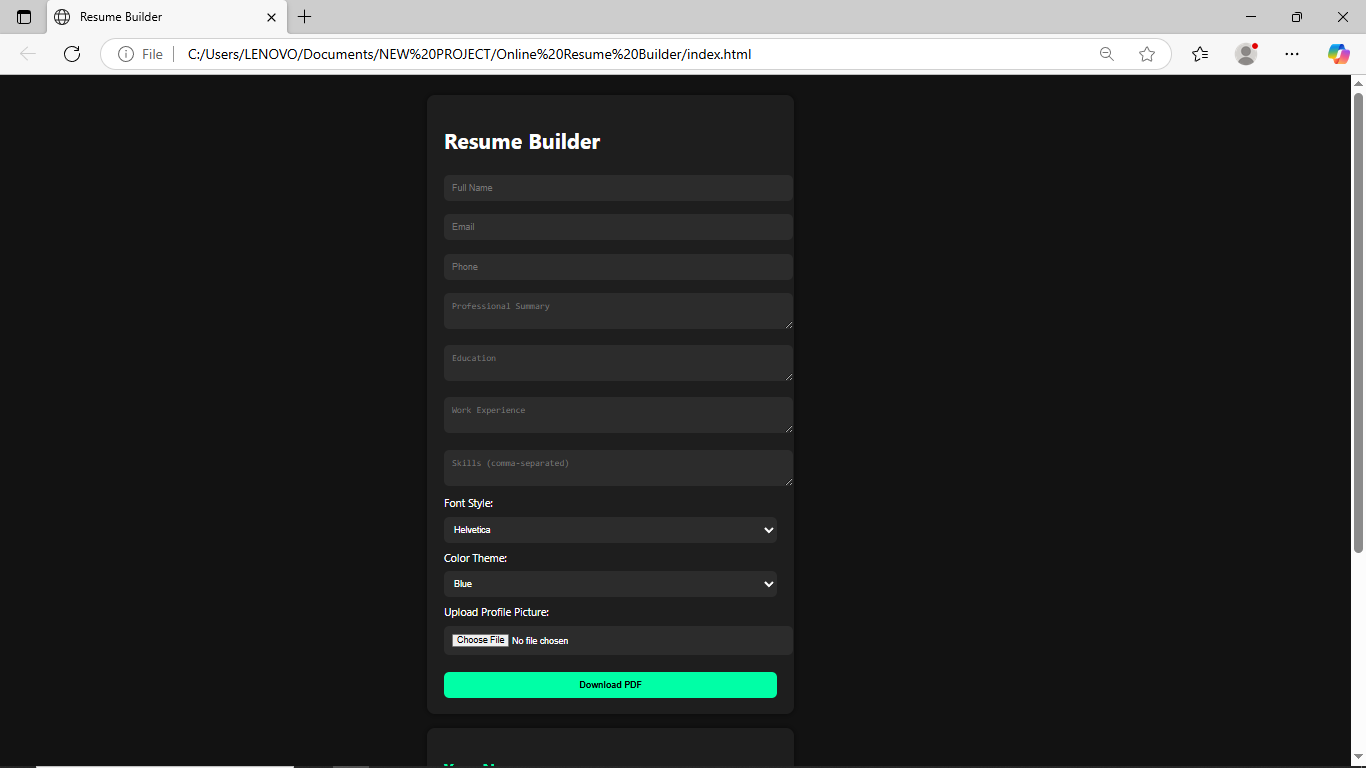 Resume Builder
File
C:/Users/LENOVO/Documents/NEW%20PROJECT/Online%20Resume%20Builder/index.html
Resume Builder
Full Name
Email
Phone
Professional Summary
Education
Work Experience
Skills (comma-separated)
Font Style:
Helvetica
Color Theme:
Blue
Upload Profile Picture:
Choose File No file chosen
Download PDF